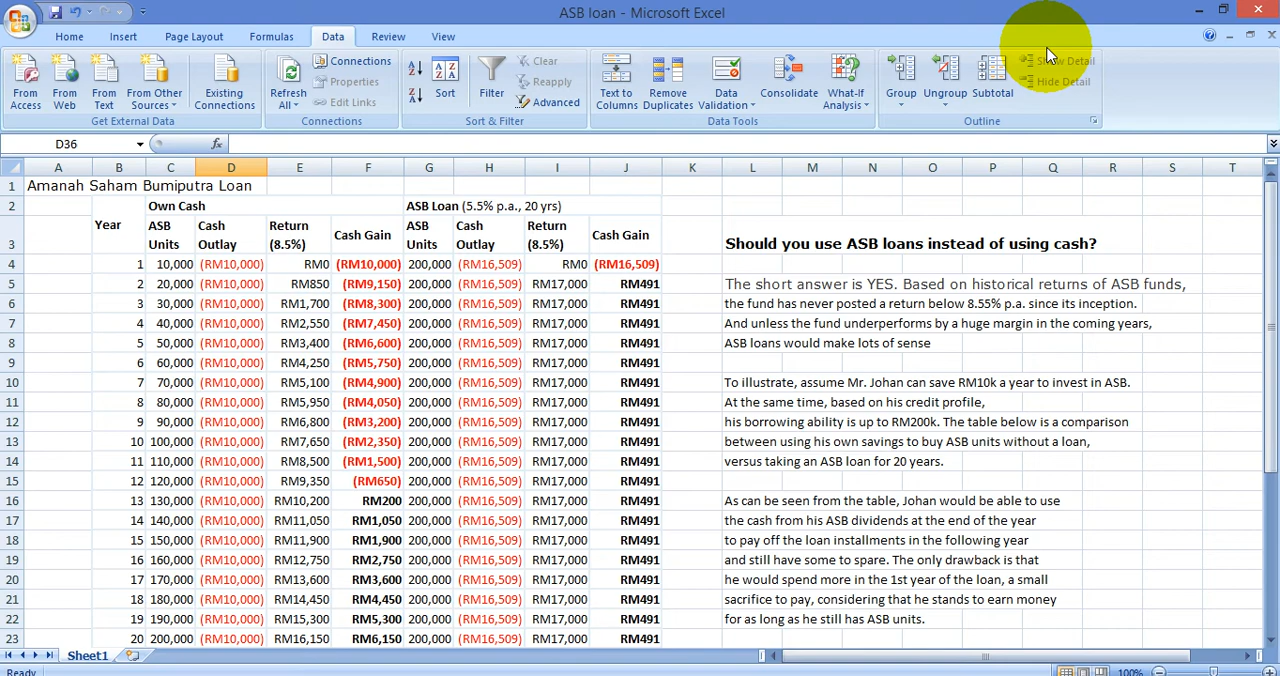 ASB loan - Microsoft Excel
Home Insert Page Layout Formulas Data Review View
From Access
From Web
From Text
From Other Sources
Existing Connections
Get External Data
Refresh All
Connections
Properties
Edit Links
Connections
Sort
Filter
Clear
Reapply
Advanced
Sort & Filter
Text to Columns
Remove Duplicates
Data Validation
Consolidate
What-If Analysis
Data Tools
Group
Ungroup
Subtotal
Show Detail
Hide Detail
Outline
D36 fx
A B C D E F G H I J K L M N O P Q R S T
1 Amanah Saham Bumiputra Loan
2 Own Cash ASB Loan (5.5% p.a., 20 yrs)
3 Year ASB Units Cash Outlay Return (8.5%) Cash Gain ASB Units Cash Outlay Return (8.5%) Cash Gain Should you use ASB loans instead of using cash?
4 1 10,000 (RM10,000) RM0 (RM10,000) 200,000 (RM16,509) RM0 (RM16,509)
5 2 20,000 (RM10,000) RM850 (RM9,150) 200,000 (RM16,509) RM17,000 RM491 The short answer is YES. Based on historical returns of ASB funds,
6 3 30,000 (RM10,000) RM1,700 (RM8,300) 200,000 (RM16,509) RM17,000 RM491 the fund has never posted a return below 8.55% p.a. since its inception.
7 4 40,000 (RM10,000) RM2,550 (RM7,450) 200,000 (RM16,509) RM17,000 RM491 And unless the fund underperforms by a huge margin in the coming years,
8 5 50,000 (RM10,000) RM3,400 (RM6,600) 200,000 (RM16,509) RM17,000 RM491 ASB loans would make lots of sense
9 6 60,000 (RM10,000) RM4,250 (RM5,750) 200,000 (RM16,509) RM17,000 RM491
10 7 70,000 (RM10,000) RM5,100 (RM4,900) 200,000 (RM16,509) RM17,000 RM491 To illustrate, assume Mr. Johan can save RM10k a year to invest in ASB.
11 8 80,000 (RM10,000) RM5,950 (RM4,050) 200,000 (RM16,509) RM17,000 RM491 At the same time, based on his credit profile,
12 9 90,000 (RM10,000) RM6,800 (RM3,200) 200,000 (RM16,509) RM17,000 RM491 his borrowing ability is up to RM200k. The table below is a comparison
13 10 100,000 (RM10,000) RM7,650 (RM2,350) 200,000 (RM16,509) RM17,000 RM491 between using his own savings to buy ASB units without a loan,
14 11 110,000 (RM10,000) RM8,500 (RM1,500) 200,000 (RM16,509) RM17,000 RM491 versus taking an ASB loan for 20 years.
15 12 120,000 (RM10,000) RM9,350 (RM650) 200,000 (RM16,509) RM17,000 RM491
16 13 130,000 (RM10,000) RM10,200 RM200 200,000 (RM16,509) RM17,000 RM491 As can be seen from the table, Johan would be able to use
17 14 140,000 (RM10,000) RM11,050 RM1,050 200,000 (RM16,509) RM17,000 RM491 the cash from his ASB dividends at the end of the year
18 15 150,000 (RM10,000) RM11,900 RM1,900 200,000 (RM16,509) RM17,000 RM491 to pay off the loan installments in the following year
19 16 160,000 (RM10,000) RM12,750 RM2,750 200,000 (RM16,509) RM17,000 RM491 and still have some to spare. The only drawback is that
20 17 170,000 (RM10,000) RM13,600 RM3,600 200,000 (RM16,509) RM17,000 RM491 he would spend more in the 1st year of the loan, a small
21 18 180,000 (RM10,000) RM14,450 RM4,450 200,000 (RM16,509) RM17,000 RM491 sacrifice to pay, considering that he stands to earn money
22 19 190,000 (RM10,000) RM15,300 RM5,300 200,000 (RM16,509) RM17,000 RM491 for as long as he still has ASB units.
23 20 200,000 (RM10,000) RM16,150 RM6,150 200,000 (RM16,509) RM17,000 RM491
Sheet1
Ready 100%